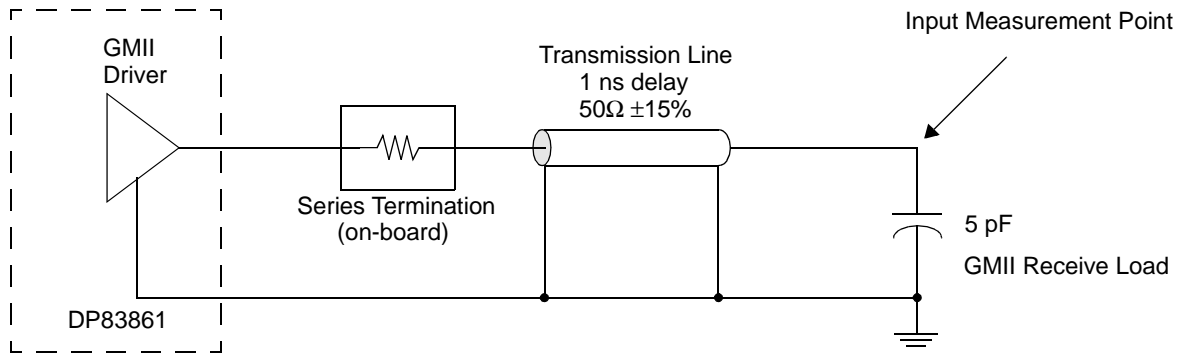 Input Measurement Point
GMII
Driver
Transmission Line
1 ns delay
50Ω ±15%
Series Termination
(on-board)
5 pF
GMII Receive Load
DP83861